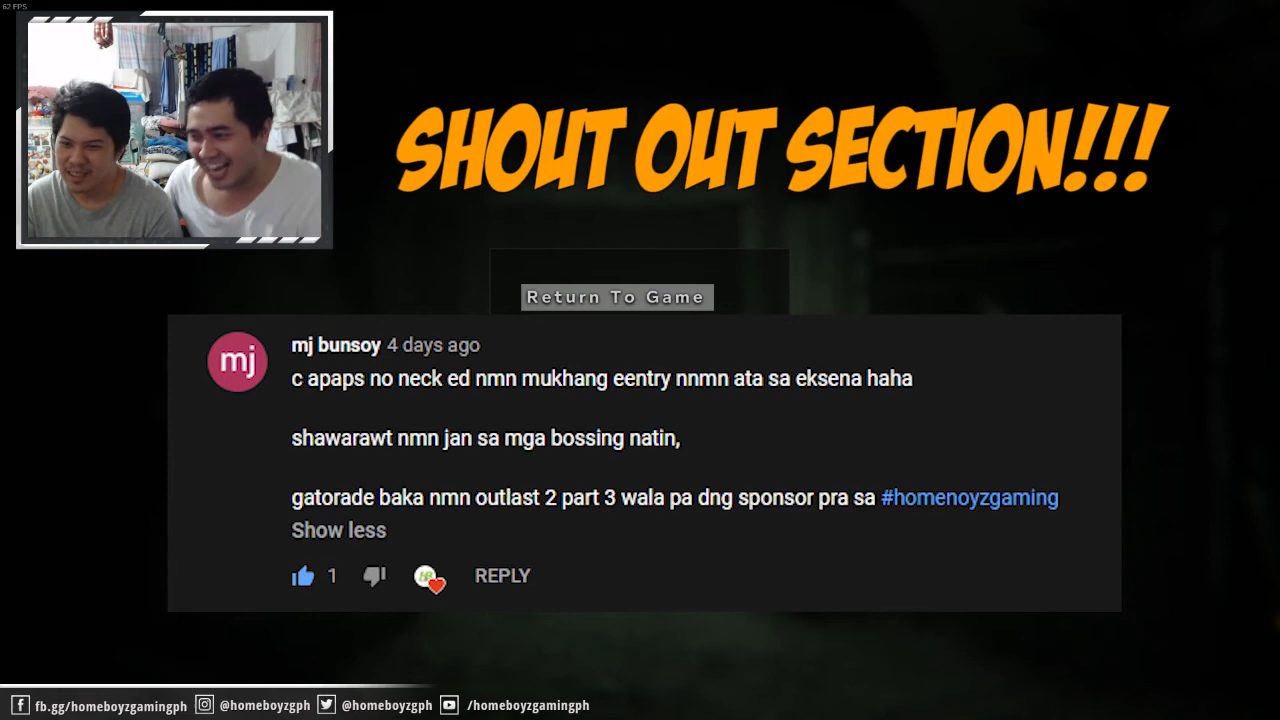 62 FPS
SHOUT OUT SECTION!!!
Return To Game
mj
mj bunsoy 4 days ago
c apaps no neck ed nmn mukhang eentry nnmn ata sa eksena haha
shawarawt nmn jan sa mga bossing natin,
gatorade baka nmn outlast 2 part 3 wala pa dng sponsor pra sa #homenoyzgaming
Show less
1 REPLY
fb.gg/homeboyzgamingph @homeboyzgph @homeboyzgph /homeboyzgamingph